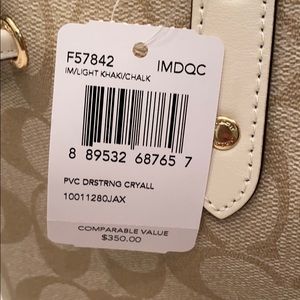 F57842 IMDQC
IM/LIGHT KHAKI/CHALK
8 89532 68765 7
PVC DRSTRNG CRYALL
10011280JAX
COMPARABLE VALUE
$350.00